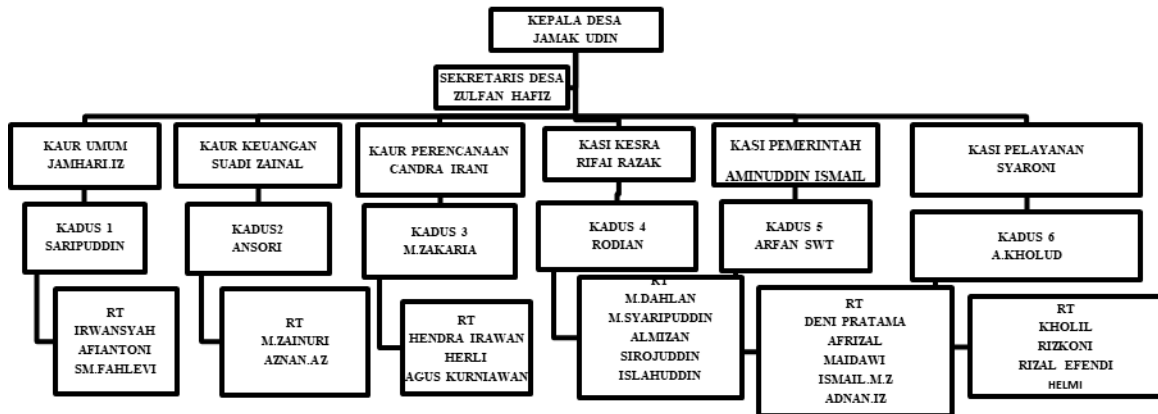 KEPALA DESA
JAMAK UDIN
SEKRETARIS DESA
ZULFAN HAFIZ
KAUR UMUM
JAMHARI.IZ
KAUR KEUANGAN
SUADI ZAINAL
KAUR PERENCANAAN
CANDRA IRANI
KASI KESRA
RIFAI RAZAK
KASI PEMERINTAH
AMINUDDIN ISMAIL
KASI PELAYANAN
SYARONI
KADUS 1
SARIPUDDIN
KADUS2
ANSORI
KADUS 3
M.ZAKARIA
KADUS 4
RODIAN
KADUS 5
ARFAN SWT
KADUS 6
A.KHOLUD
RT
IRWANSYAH
AFIANTONI
SM.FAHLEVI
RT
M.ZAINURI
AZNAN.AZ
RT
HENDRA IRAWAN
HERLI
AGUS KURNIAWAN
RT
M.DAHLAN
M.SYARIPUDDIN
ALMIZAN
SIROJUDDIN
ISLAHUDDIN
RT
DENI PRATAMA
AFRIZAL
MAIDAWI
ISMAIL.M.Z
ADNAN.IZ
RT
KHOLIL
RIZKONI
RIZAL EFENDI
HELMI